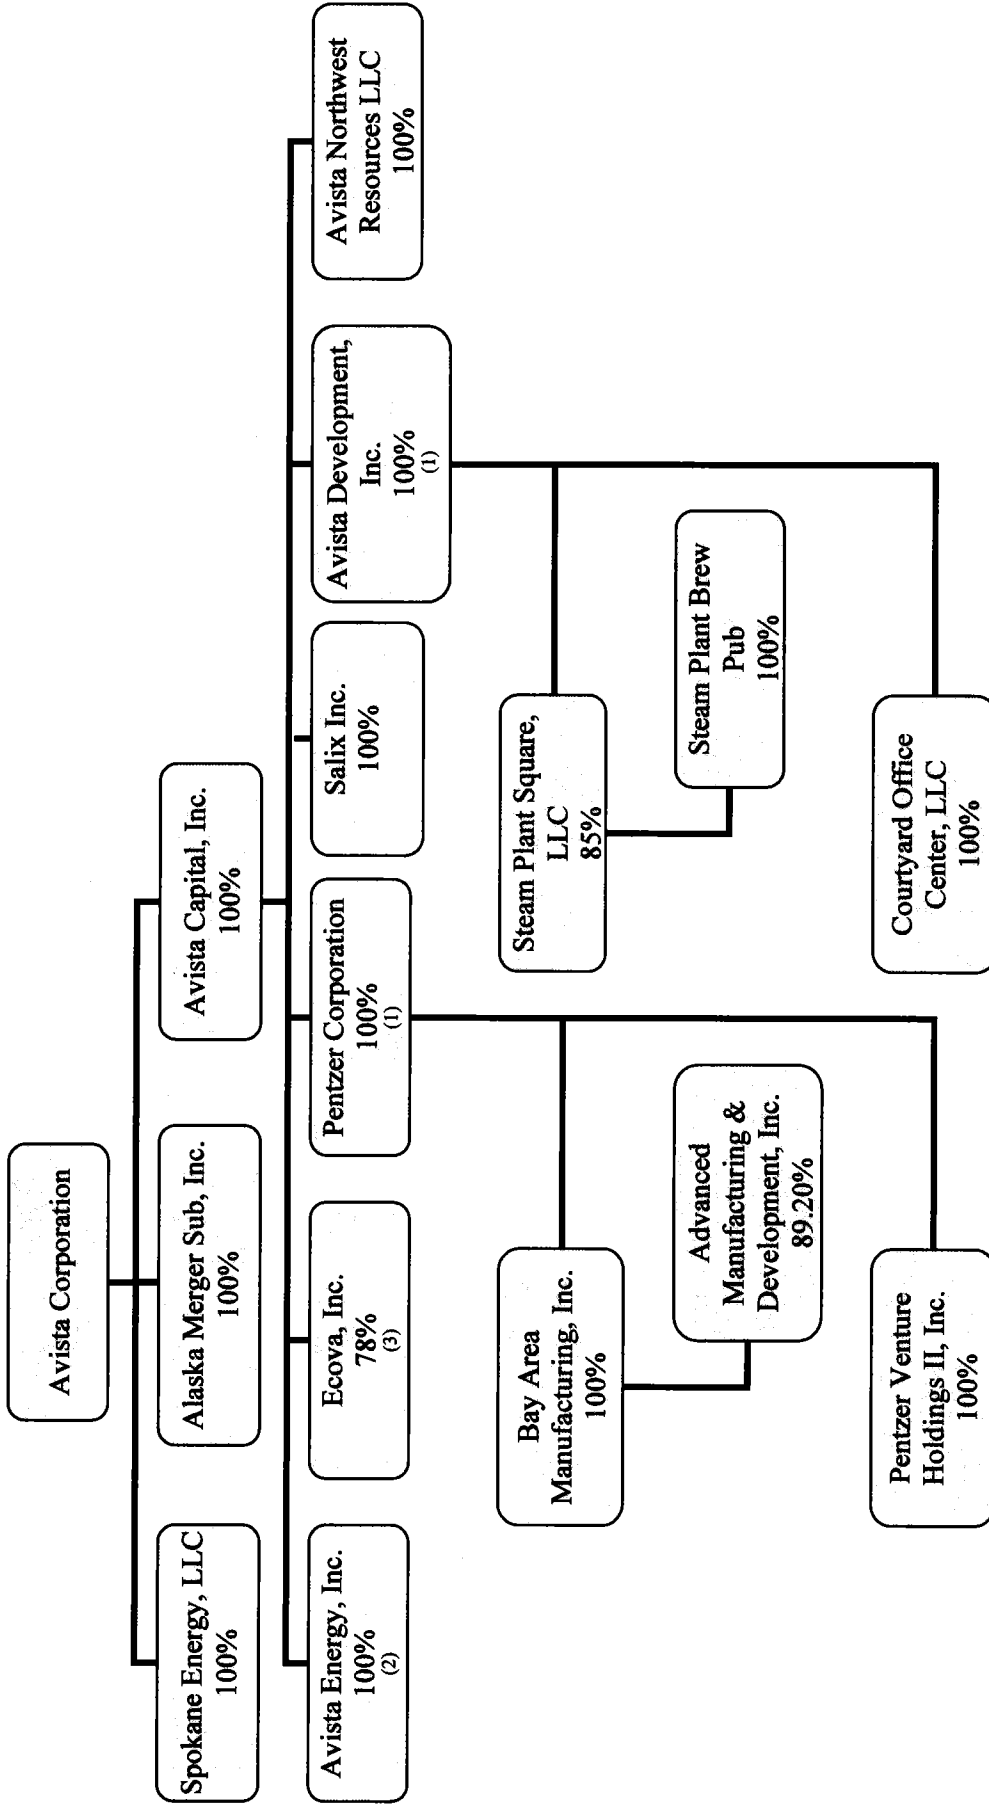 Avista Corporation
Spokane Energy, LLC
100%
Alaska Merger Sub, Inc.
100%
Avista Capital, Inc.
100%
Avista Energy, Inc.
100%
(2)
Ecova, Inc.
78%
(3)
Pentzer Corporation
100%
(1)
Salix Inc.
100%
Avista Development,
Inc.
100%
(1)
Avista Northwest
Resources LLC
100%
Bay Area
Manufacturing, Inc.
100%
Advanced
Manufacturing &
Development, Inc.
89.20%
Pentzer Venture
Holdings II, Inc.
100%
Steam Plant Square,
LLC
85%
Steam Plant Brew
Pub
100%
Courtyard Office
Center, LLC
100%